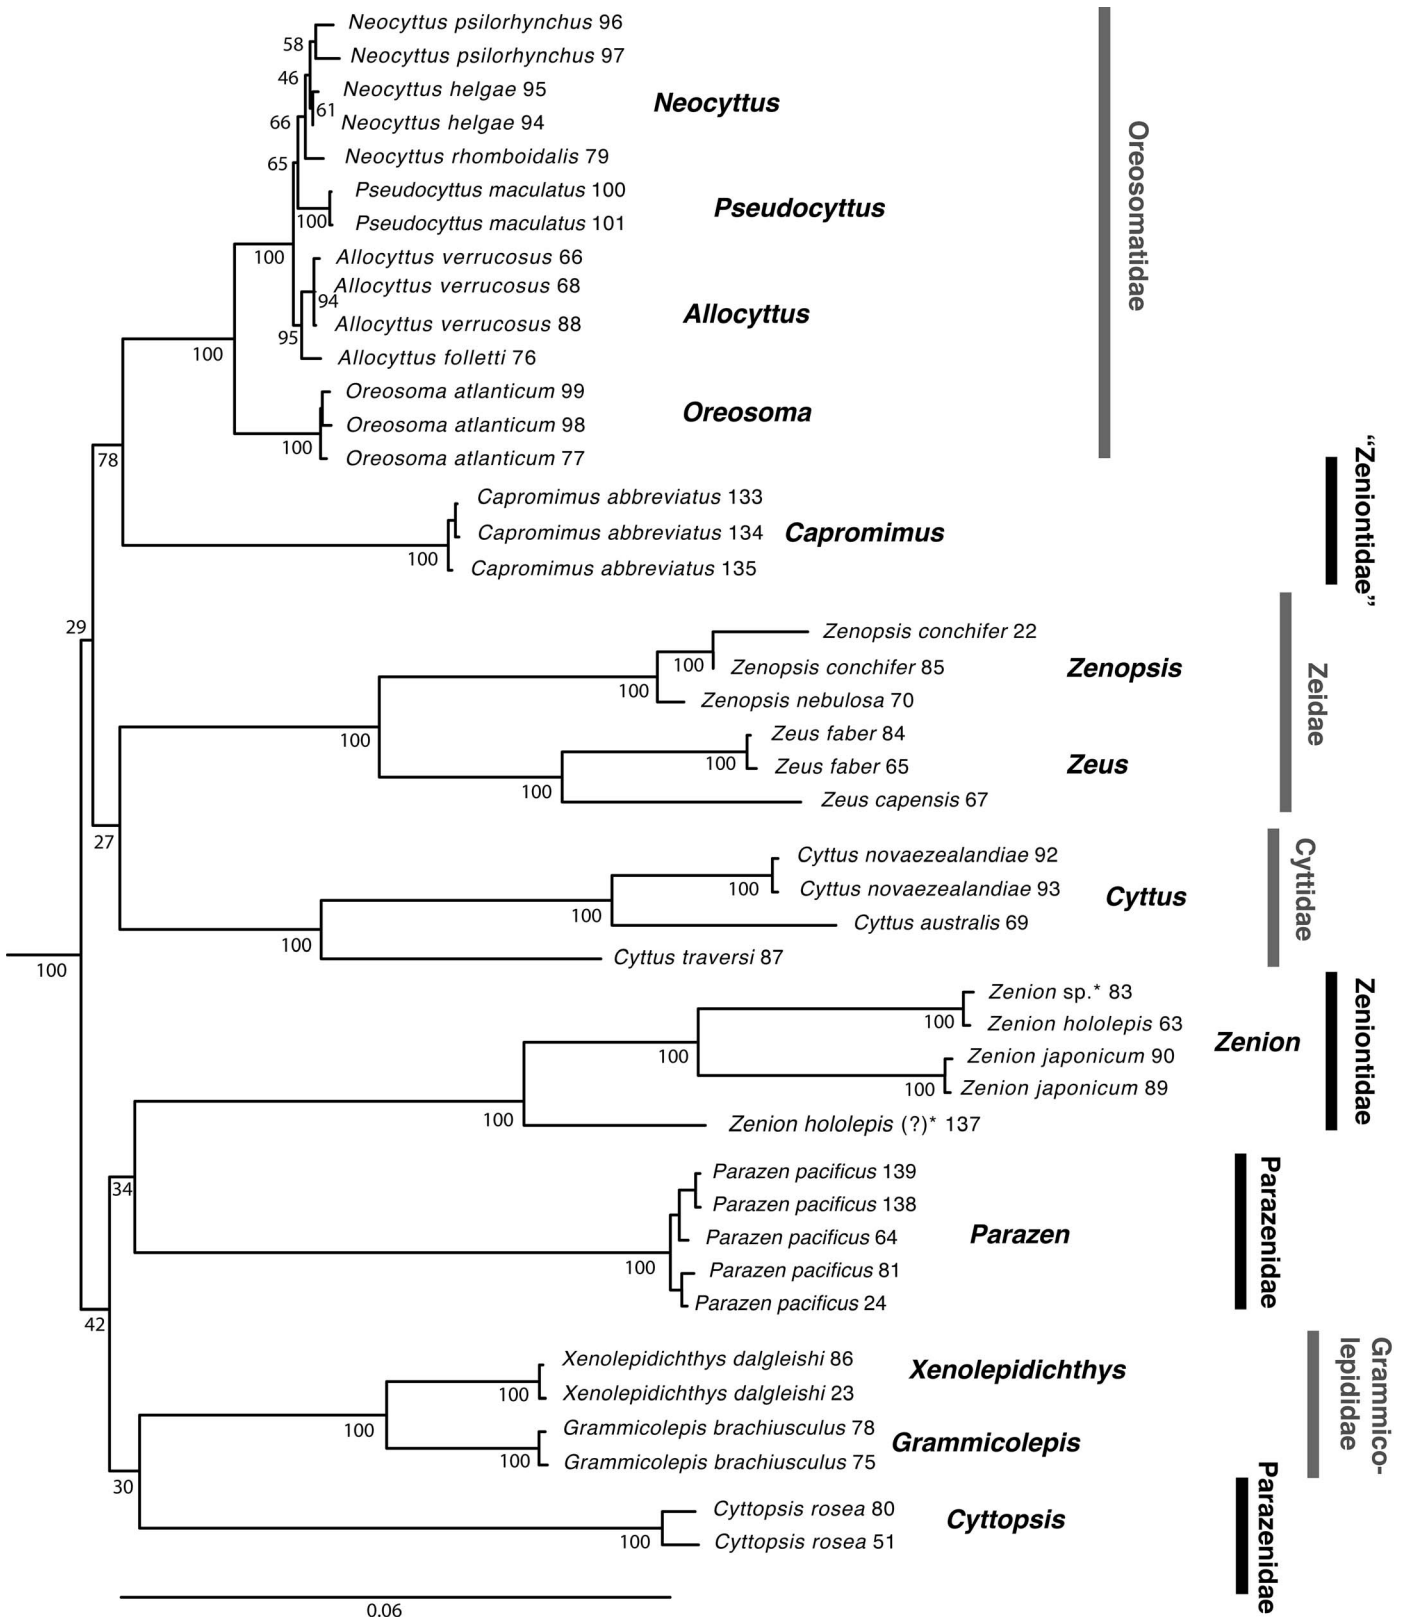 Neocyttus psilorhynchus 96
58
Neocyttus psilorhynchus 97
46
Neocyttus helgae 95
61
Neocyttus
66
Neocyttus helgae 94
65
Neocyttus rhomboidalis 79
Pseudocyttus maculatus 100
Pseudocyttus
100
Pseudocyttus maculatus 101
Oreosomatidae
100
Allocyttus verrucosus 66
Allocyttus verrucosus 68
94
Allocyttus
Allocyttus verrucosus 88
95
100
Allocyttus folletti 76
Oreosoma atlanticum 99
Oreosoma
Oreosoma atlanticum 98
100
Oreosoma atlanticum 77
78
Capromimus abbreviatus 133
Capromimus abbreviatus 134
Capromimus
100
Capromimus abbreviatus 135
“Zeniontidae”
29
Zenopsis conchifer 22
100
Zenopsis conchifer 85
Zenopsis
100
Zenopsis nebulosa 70
Zeidae
100
Zeus faber 84
100
Zeus faber 65
Zeus
100
Zeus capensis 67
27
Cyttus novaezealandiae 92
100
Cyttus novaezealandiae 93
Cyttus
Cyttidae
100
Cyttus australis 69
100
Cyttus traversi 87
100
Zenion sp.* 83
100
Zenion hololepis 63
Zenion
Zeniontidae
100
Zenion japonicum 90
100
Zenion japonicum 89
100
Zenion hololepis (?)* 137
34
Parazen pacificus 139
Parazen pacificus 138
Parazen pacificus 64
Parazen
Parazenidae
100
Parazen pacificus 81
Parazen pacificus 24
42
Xenolepidichthys dalgleishi 86
Xenolepidichthys
100
Xenolepidichthys dalgleishi 23
Grammico-
lepididae
100
Grammicolepis brachiusculus 78
Grammicolepis
100
Grammicolepis brachiusculus 75
30
Cyttopsis rosea 80
Cyttopsis
100
Cyttopsis rosea 51
Parazenidae
0.06